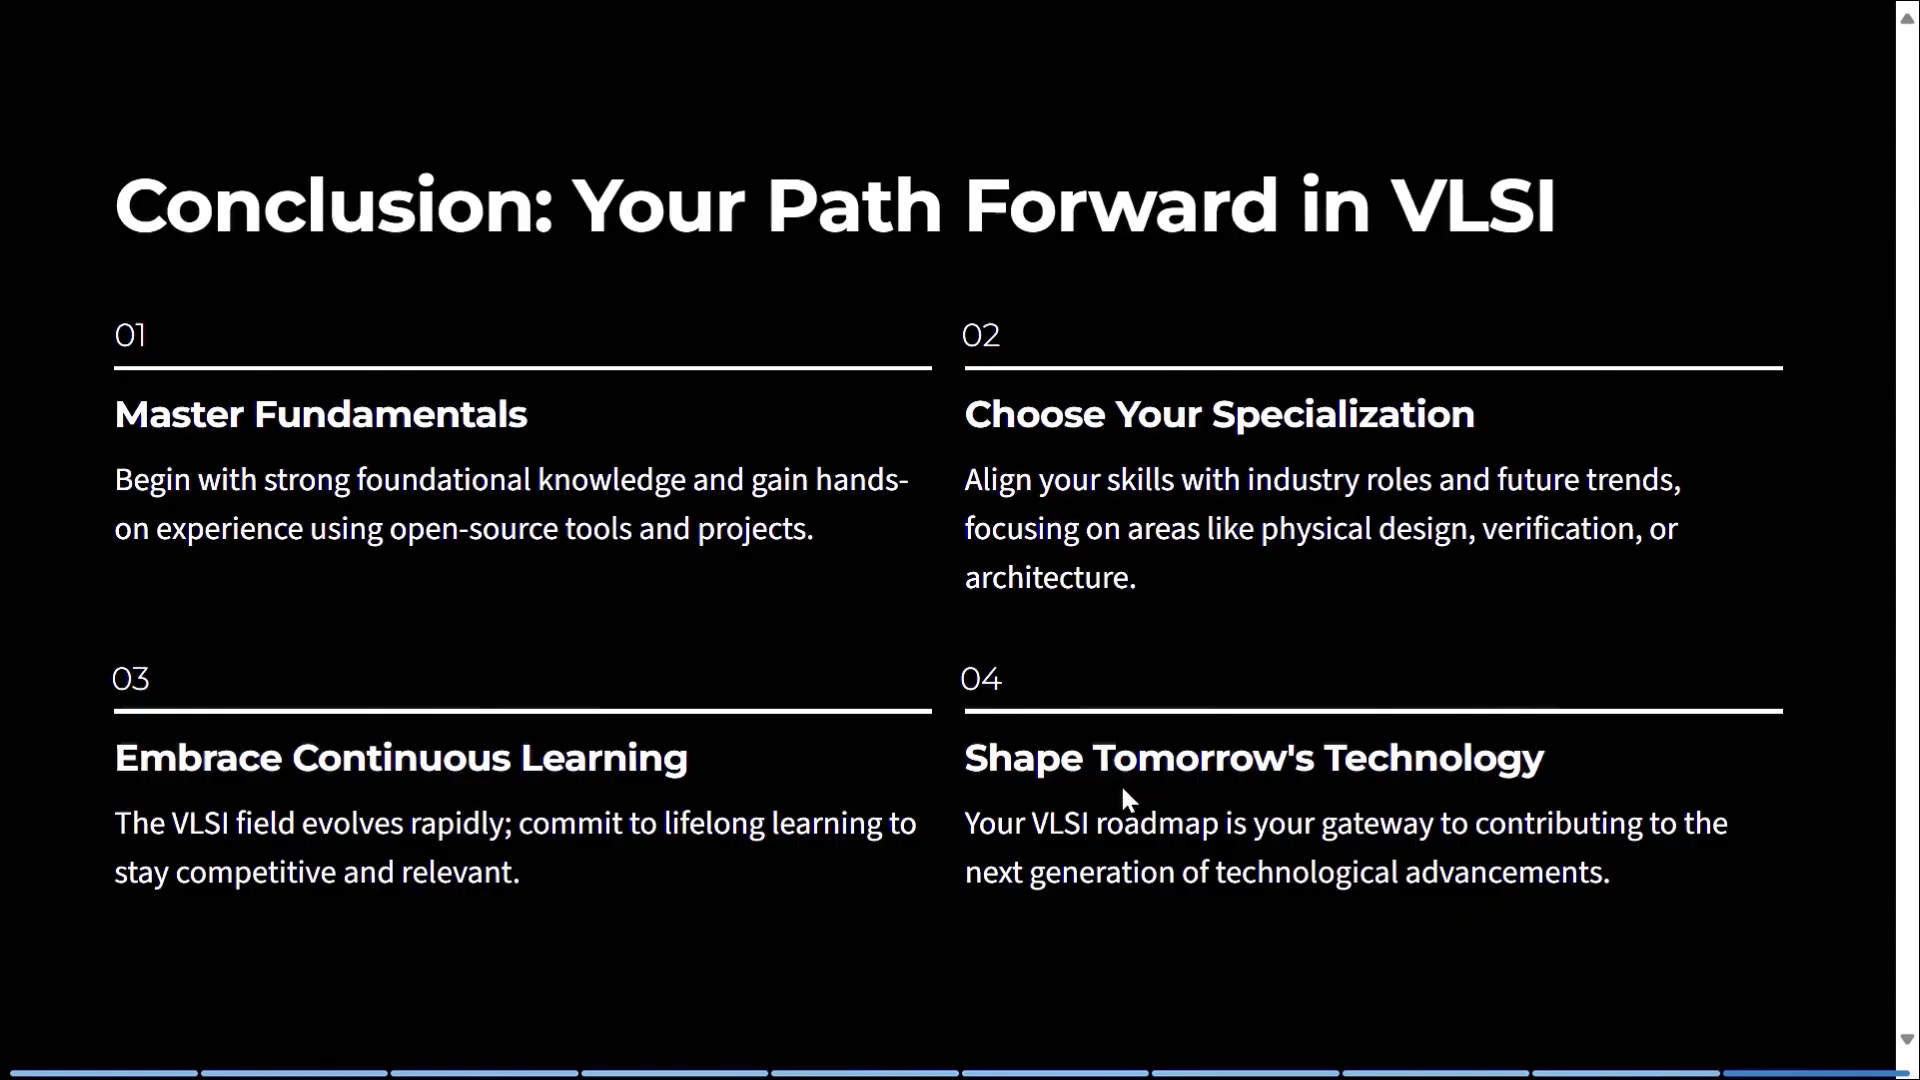 Conclusion: Your Path Forward in VLSI
01
Master Fundamentals
Begin with strong foundational knowledge and gain hands-
on experience using open-source tools and projects.
02
Choose Your Specialization
Align your skills with industry roles and future trends,
focusing on areas like physical design, verification, or
architecture.
03
Embrace Continuous Learning
The VLSI field evolves rapidly; commit to lifelong learning to
stay competitive and relevant.
04
Shape Tomorrow's Technology
Your VLSI roadmap is your gateway to contributing to the
next generation of technological advancements.